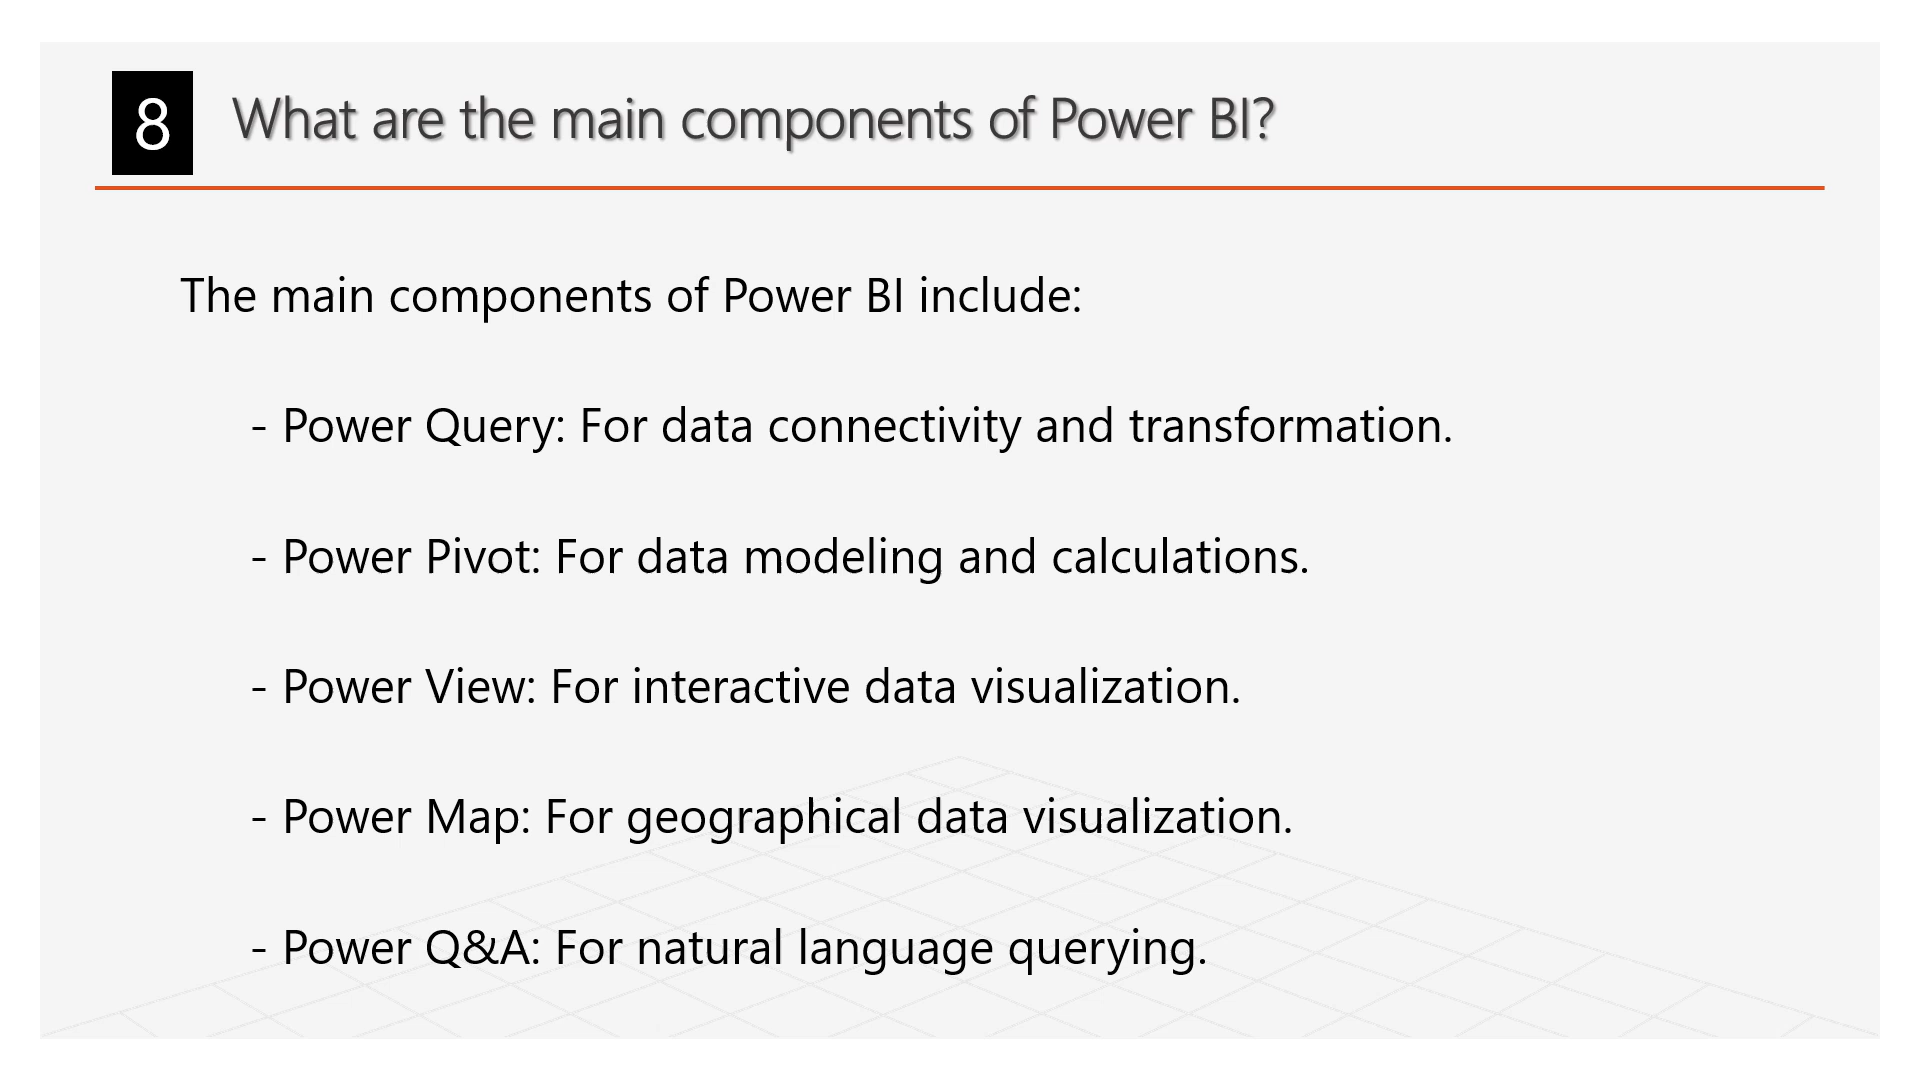 8
What are the main components of Power BI?
The main components of Power BI include:
- Power Query: For data connectivity and transformation.
- Power Pivot: For data modeling and calculations.
- Power View: For interactive data visualization.
- Power Map: For geographical data visualization.
- Power Q&A: For natural language querying.